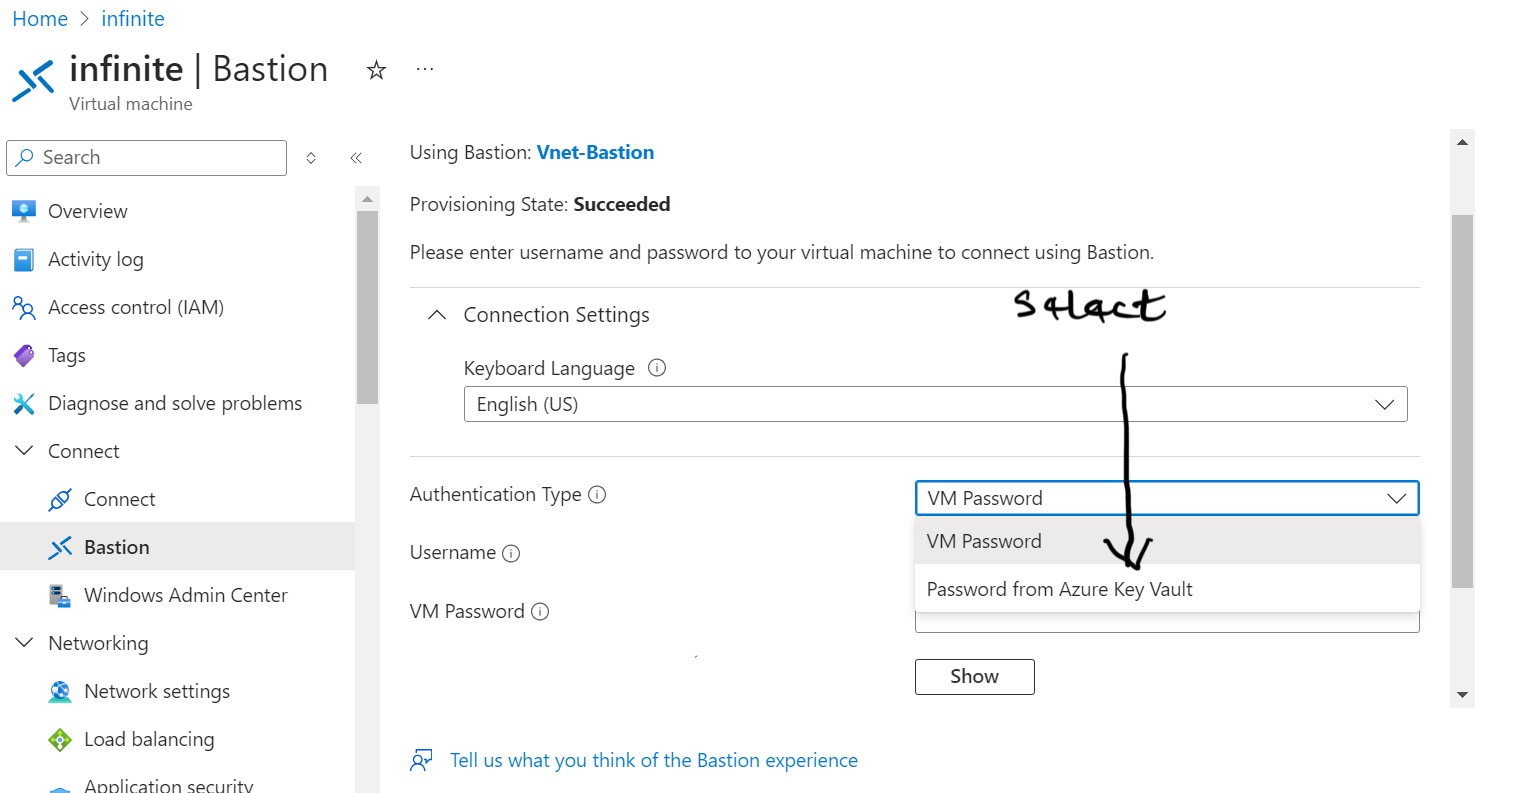 Home > infinite
infinite | Bastion
Virtual machine
Search
Overview
Activity log
Access control (IAM)
Tags
Diagnose and solve problems
Connect
Connect
Bastion
Windows Admin Center
Networking
Network settings
Load balancing
Application security
Using Bastion: Vnet-Bastion
Provisioning State: Succeeded
Please enter username and password to your virtual machine to connect using Bastion.
select
Connection Settings
Keyboard Language
English (US)
Authentication Type
VM Password
VM Password
Username
Password from Azure Key Vault
VM Password
Show
Tell us what you think of the Bastion experience